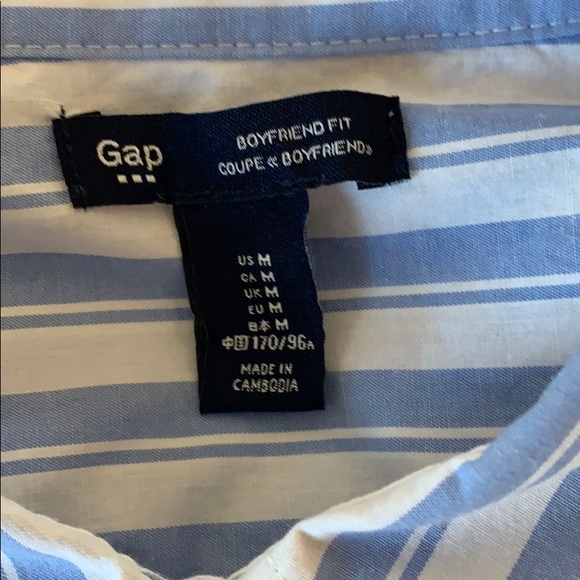 Gap
BOYFRIEND FIT
COUPE « BOYFRIEND»
US M
CA M
UK M
EU M
日本 M
中国 170/96A
MADE IN
CAMBODIA